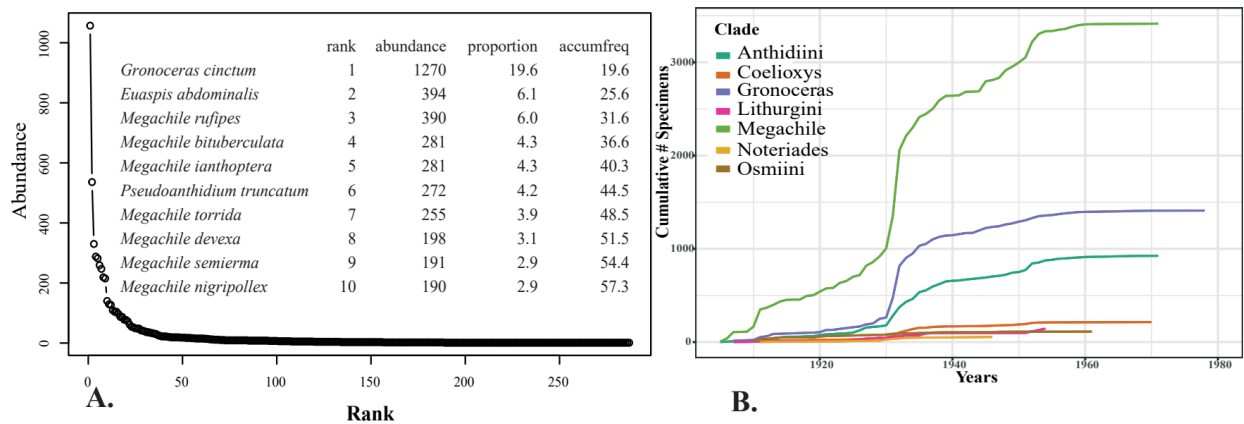 1000
800
600
400
200
0
Abundance
rank abundance proportion accumfreq
Gronoceras cinctum 1 1270 19.6 19.6
Euaspis abdominalis 2 394 6.1 25.6
Megachile rufipes 3 390 6.0 31.6
Megachile bituberculata 4 281 4.3 36.6
Megachile ianthoptera 5 281 4.3 40.3
Pseudoanthidium truncatum 6 272 4.2 44.5
Megachile torrida 7 255 3.9 48.5
Megachile devexa 8 198 3.1 51.5
Megachile semierma 9 191 2.9 54.4
Megachile nigripollex 10 190 2.9 57.3
0 50 100 150 200 250
A.
Rank
Cumulative # Specimens
3000
2000
1000
0
Clade
Anthidiini
Coelioxys
Gronoceras
Lithurgini
Megachile
Noteriades
Osmiini
1920 1940 1960 1980
Years
B.